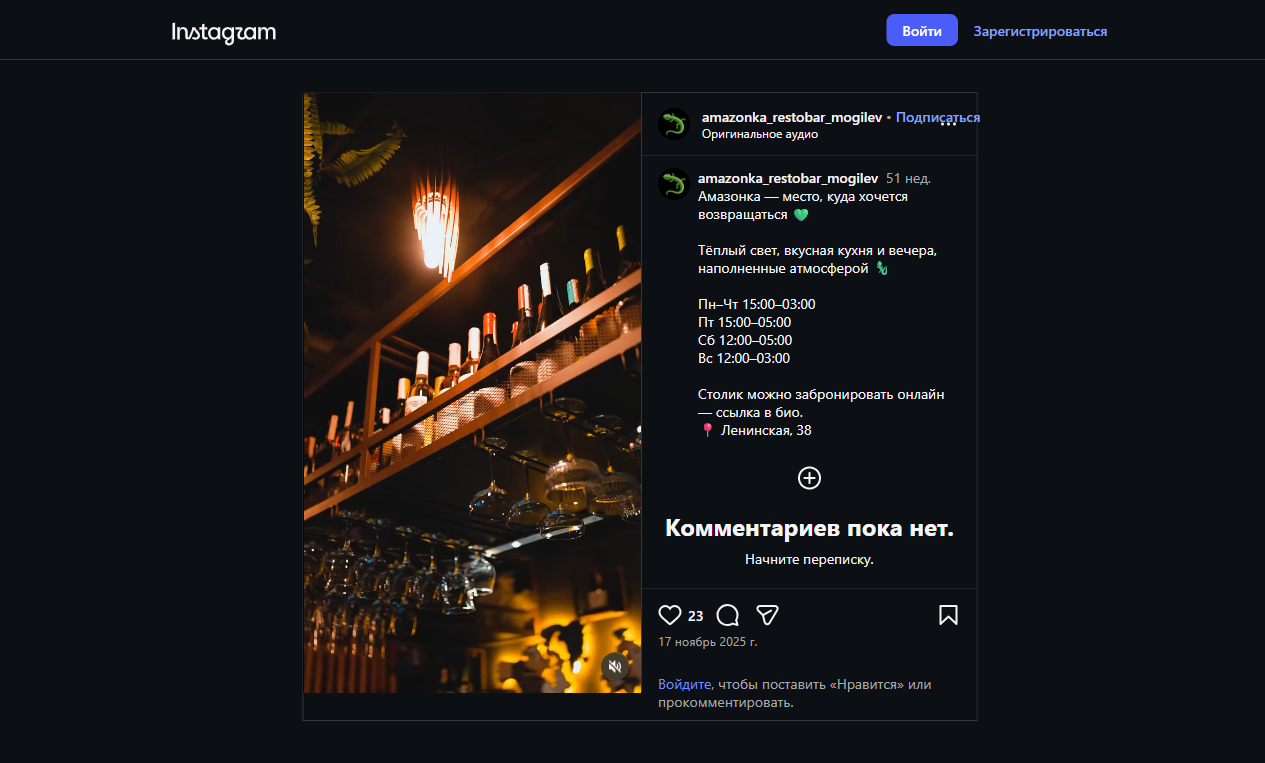 Instagram
Войти
Зарегистрироваться
amazonka_restobar_mogilev • Подписаться
Оригинальное аудио
amazonka_restobar_mogilev 51 нед.
Амазонка — место, куда хочется
возвращаться 💚
Тёплый свет, вкусная кухня и вечера,
наполненные атмосферой 🦎
Пн–Чт 15:00–03:00
Пт 15:00–05:00
Сб 12:00–05:00
Вс 12:00–03:00
Столик можно забронировать онлайн
— ссылка в био.
📍 Ленинская, 38
Комментариев пока нет.
Начните переписку.
23
17 ноябрь 2025 г.
Войдите, чтобы поставить «Нравится» или
прокомментировать.